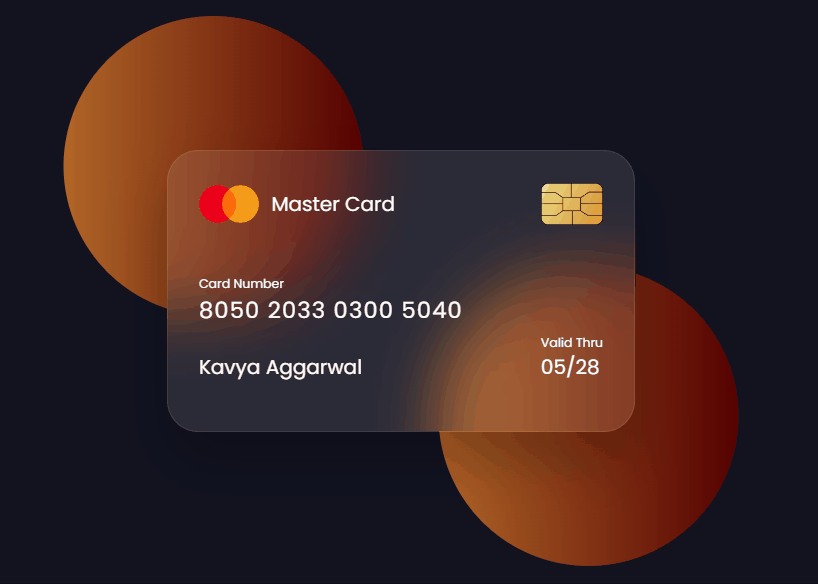 Master Card
Card Number
8050 2033 0300 5040
Valid Thru
Kavya Aggarwal
05/28